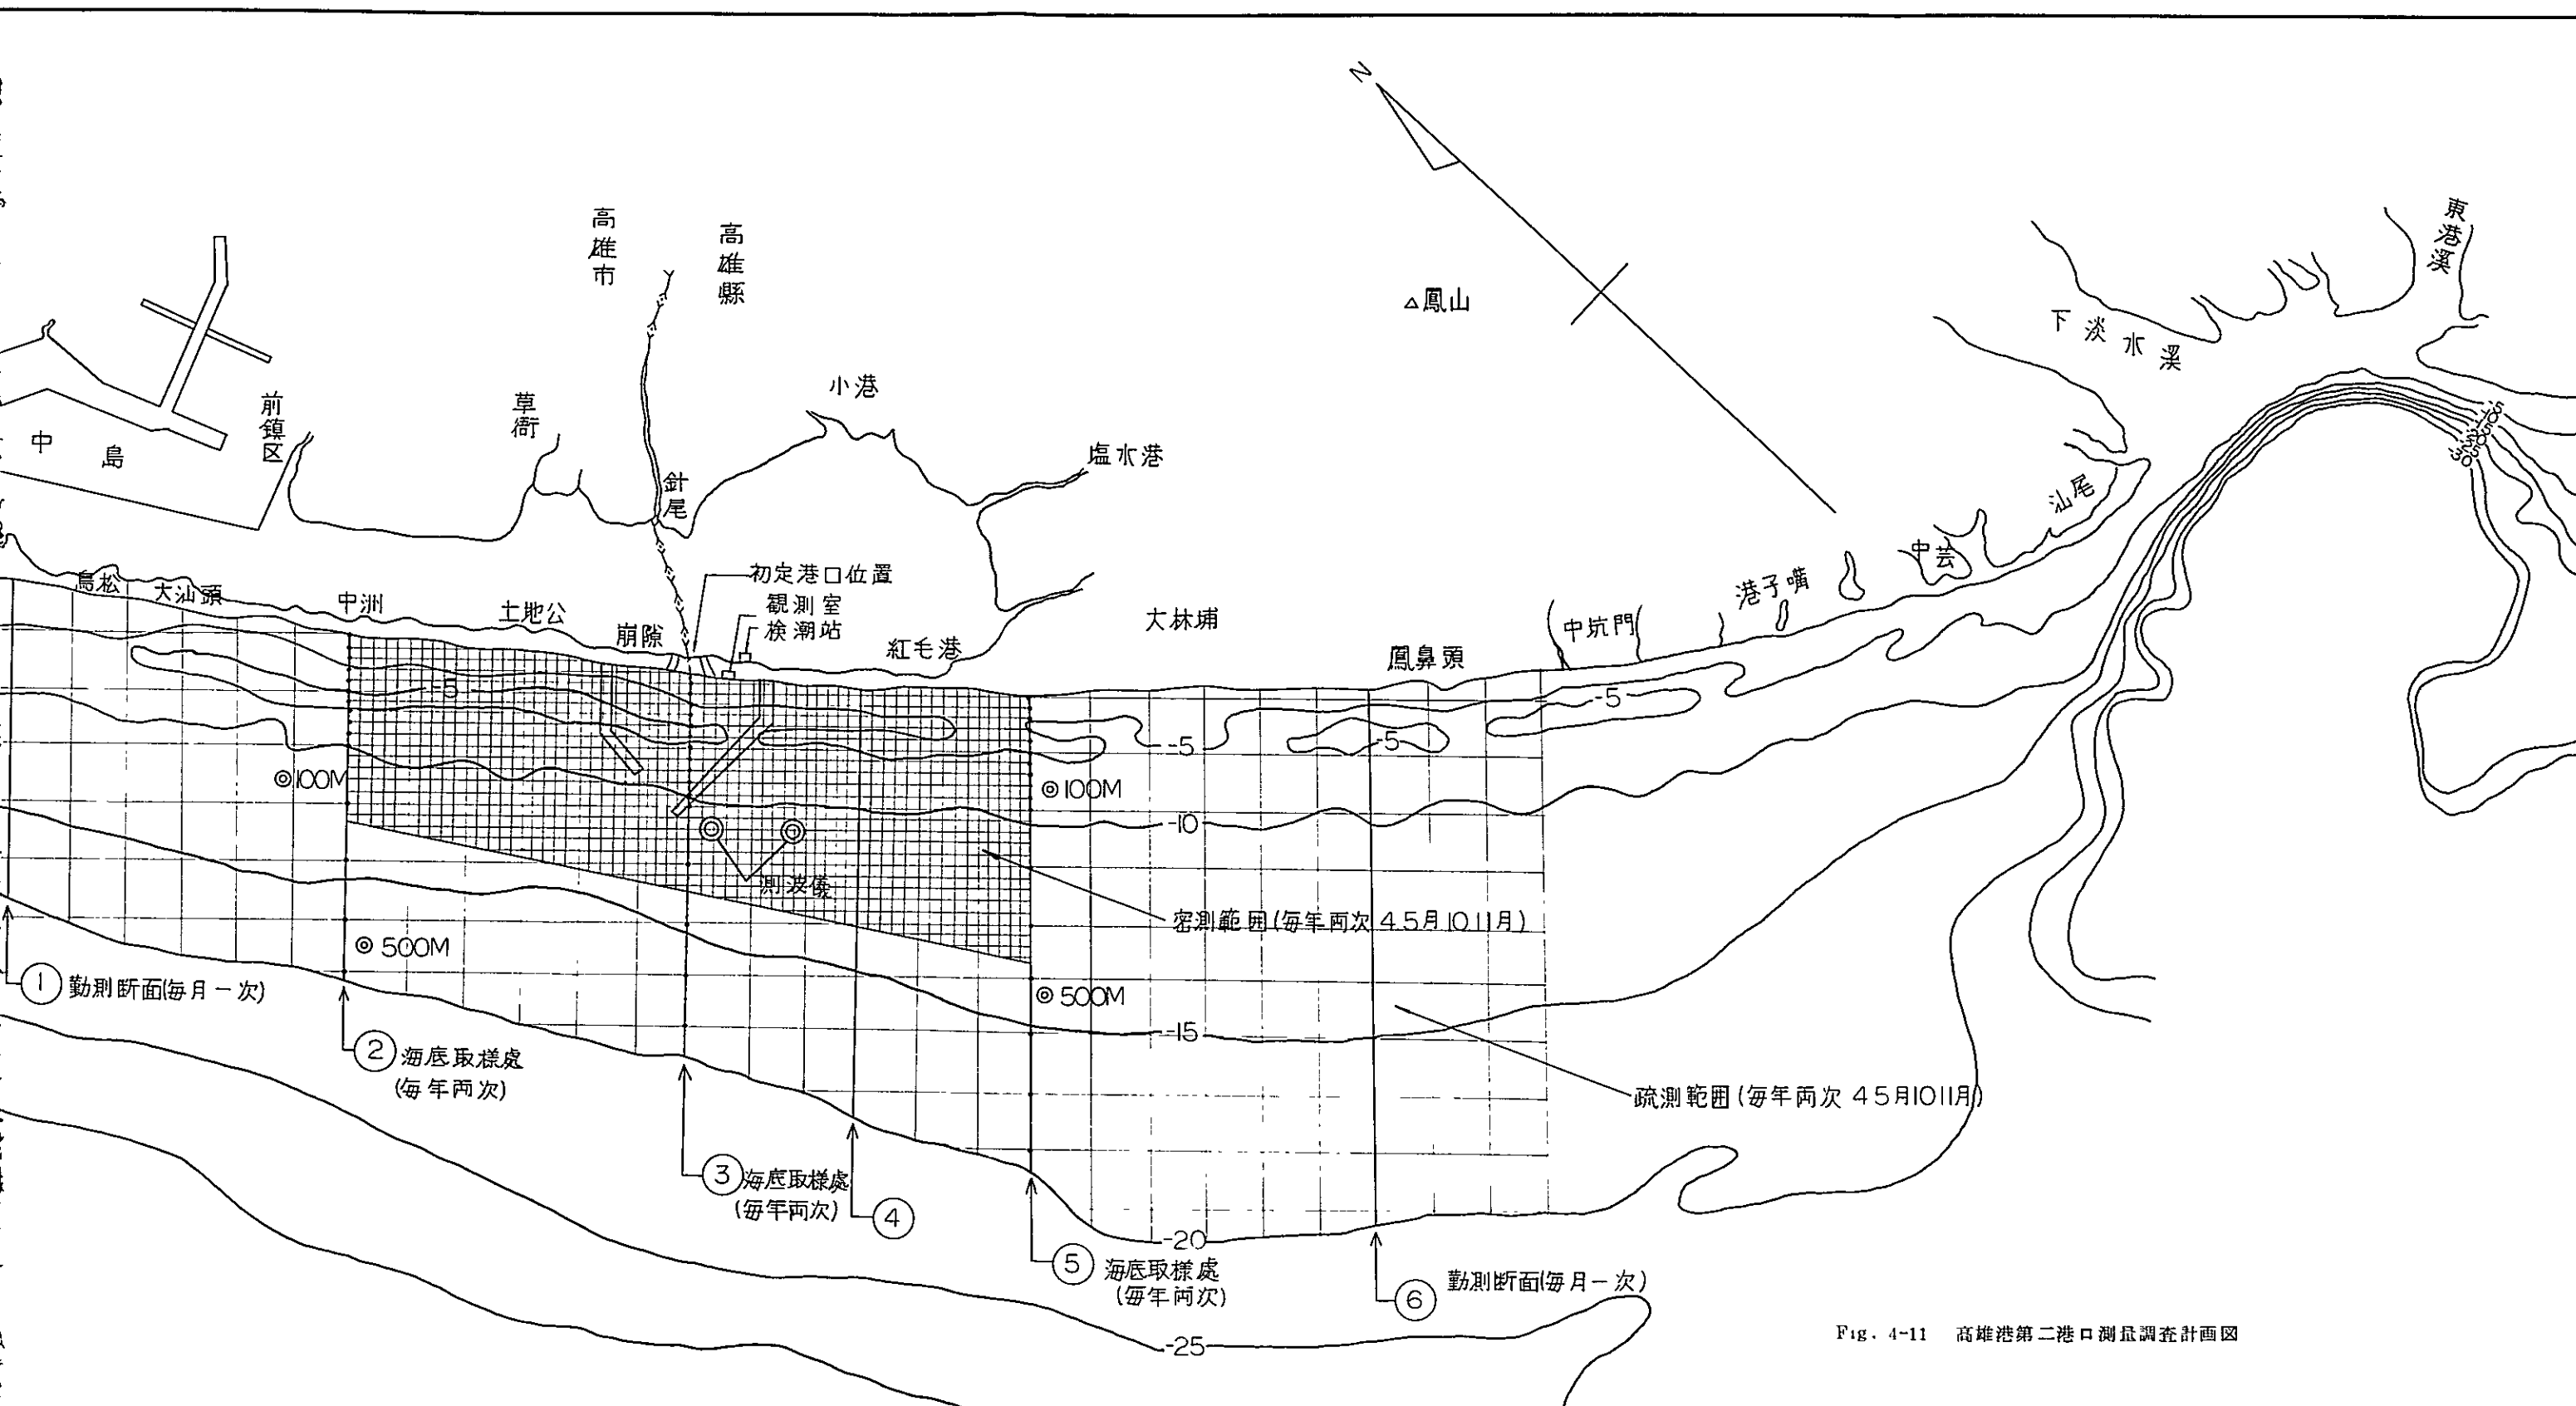 N
高雄市
高雄縣
東港溪
下淡水溪
△鳳山
小港
前鎮区
草衙
中島
塩水港
針尾
汕尾
中芸
港子嘴
初定港口位置
観測室
検潮站
鳥松
大汕頭
中洲
土地公
崩隙
紅毛港
大林埔
中坑門
鳳鼻頭
-5
-5
-5
-5
◎100M
◎100M
-10
測波儀
密測範囲(毎年両次 4 5月10 11月)
◎ 500M
◎ 500M
① 勤測断面(毎月一次)
-15
② 海底取様處
(毎年両次)
疏測範囲(毎年両次 4 5月10 11月)
③ 海底取様處
(毎年両次)
④
-20
⑤ 海底取様處
(毎年両次)
⑥ 勤測断面(毎月一次)
-25
Fig. 4-11 高雄港第二港口測量調査計画図